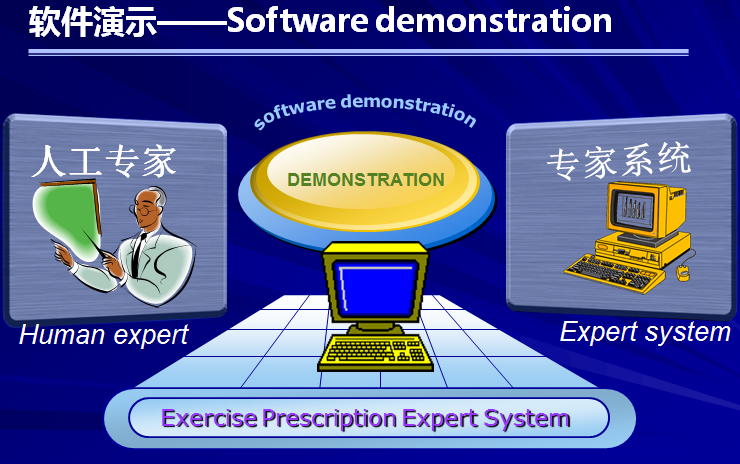 软件演示——Software demonstration
software demonstration
人工专家
专家系统
DEMONSTRATION
Human expert
Expert system
Exercise Prescription Expert System